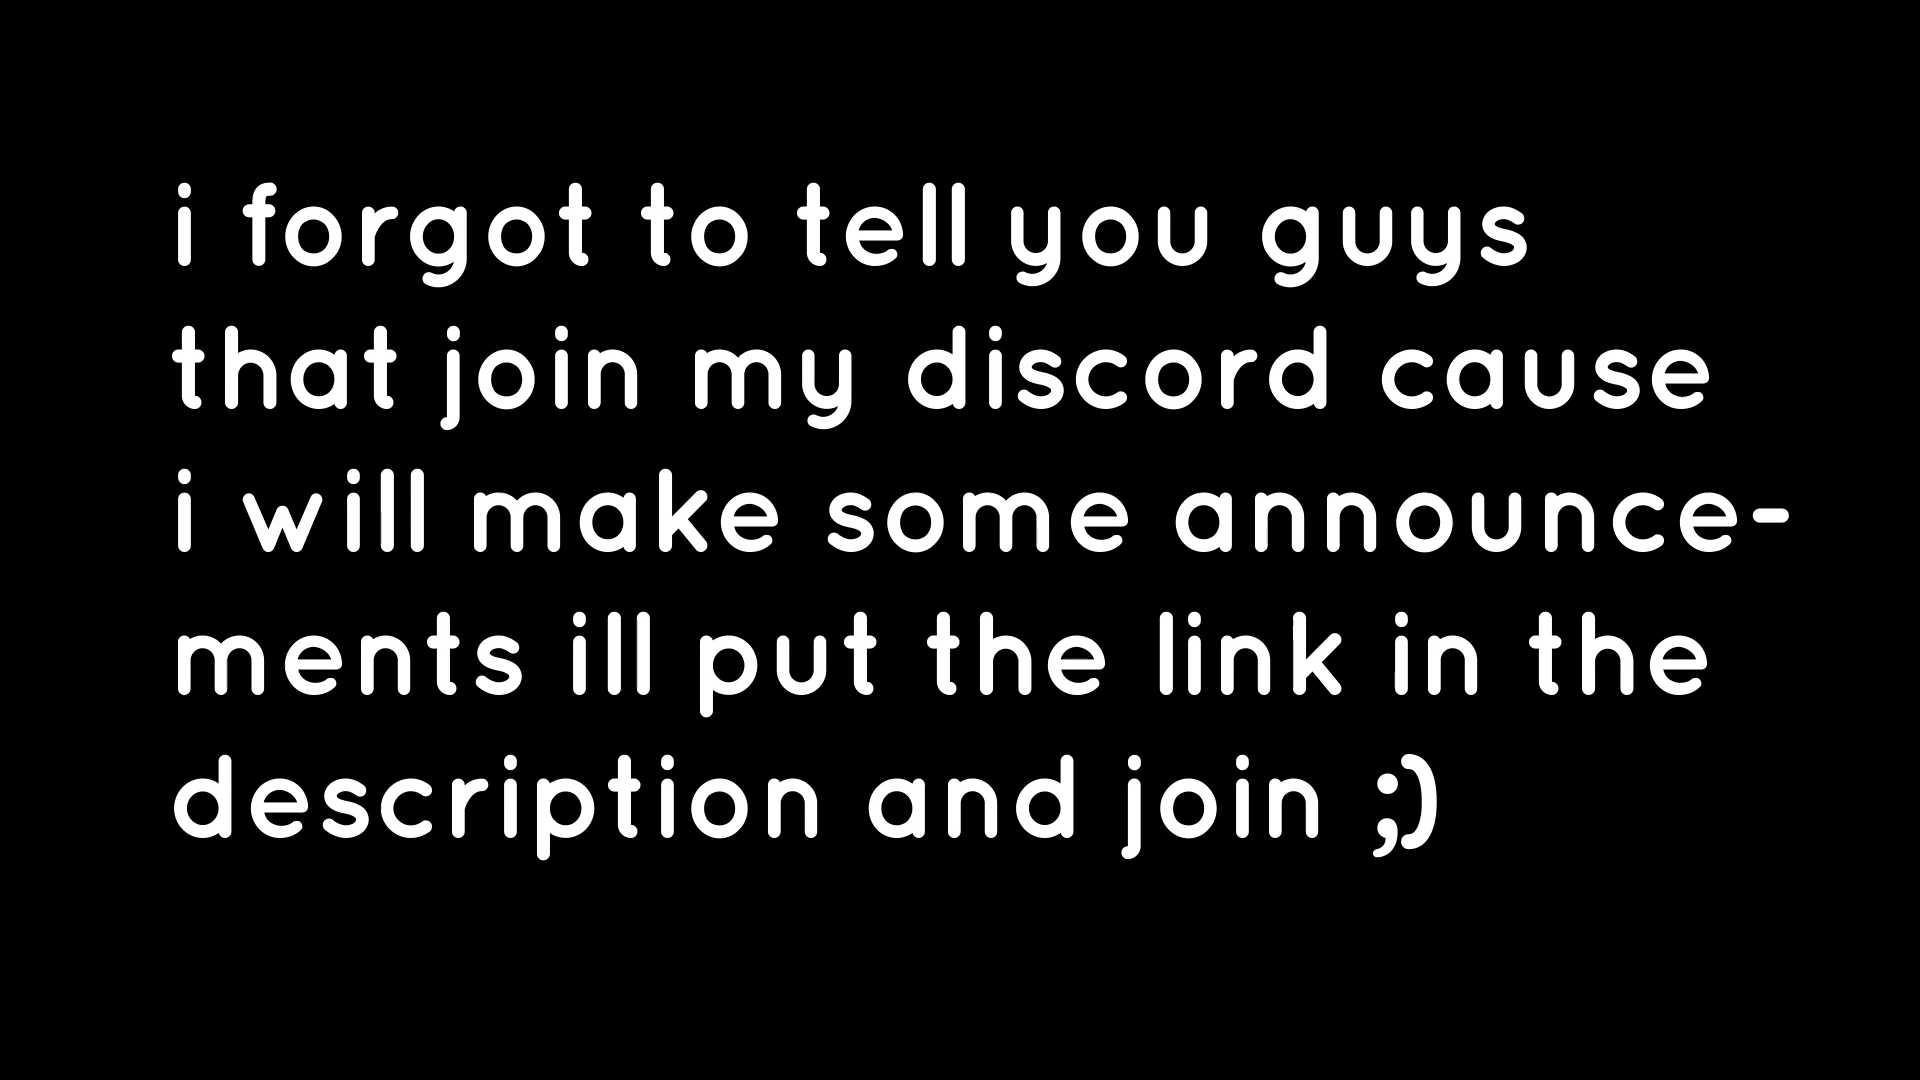 i forgot to tell you guys
that join my discord cause
i will make some announce-
ments ill put the link in the
description and join ;)